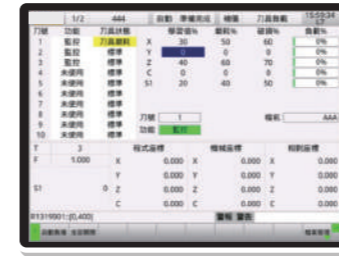 1/2 444 自動 準備完成 機種 刀具負載 15:59:34
刀號 功能 刀具狀態 學習值% 磨耗% 破損% 負載%
1 監控 刀具磨耗 X 30 50 60 0%
2 監控 標準 Y 0 0 0 0%
3 監控 標準 Z 40 60 70 0%
4 未使用 標準 C 0 0 0 0%
5 未使用 標準 S1 20 40 50 0%
6 未使用 標準
7 未使用 標準
8 未使用 標準
9 未使用 標準 刀號 1 檔名: AAA
10 未使用 標準 功能 監控
T 3 程式座標 機械座標 相對座標
F 1.000 X 0.000 X 0.000 X 0.000
Y 0.000 Y 0.000 Y 0.000
S1 0 Z 0.000 Z 0.000 Z 0.000
C 0.000 C 0.000 C 0.000
警報 警告